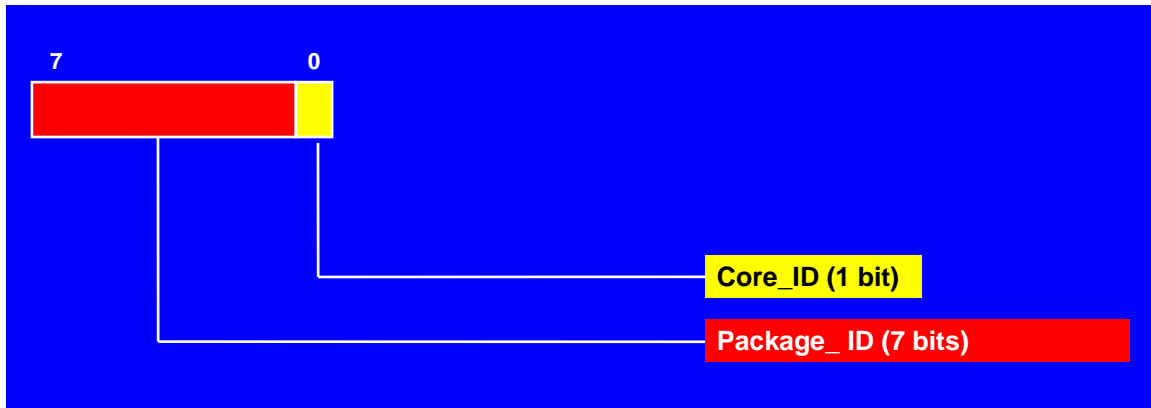 7 0
Core_ID (1 bit)
Package_ ID (7 bits)